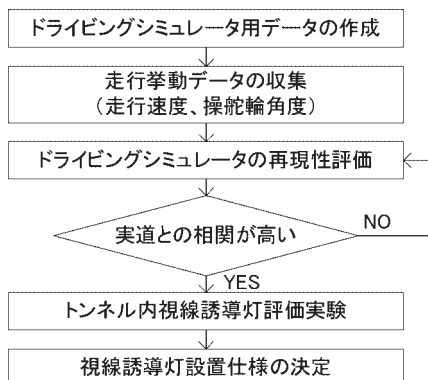 ドライビングシミュレータ用データの作成
走行挙動データの収集
（走行速度、操舵輪角度）
ドライビングシミュレータの再現性評価
実道との相関が高い
NO
YES
トンネル内視線誘導灯評価実験
視線誘導灯設置仕様の決定